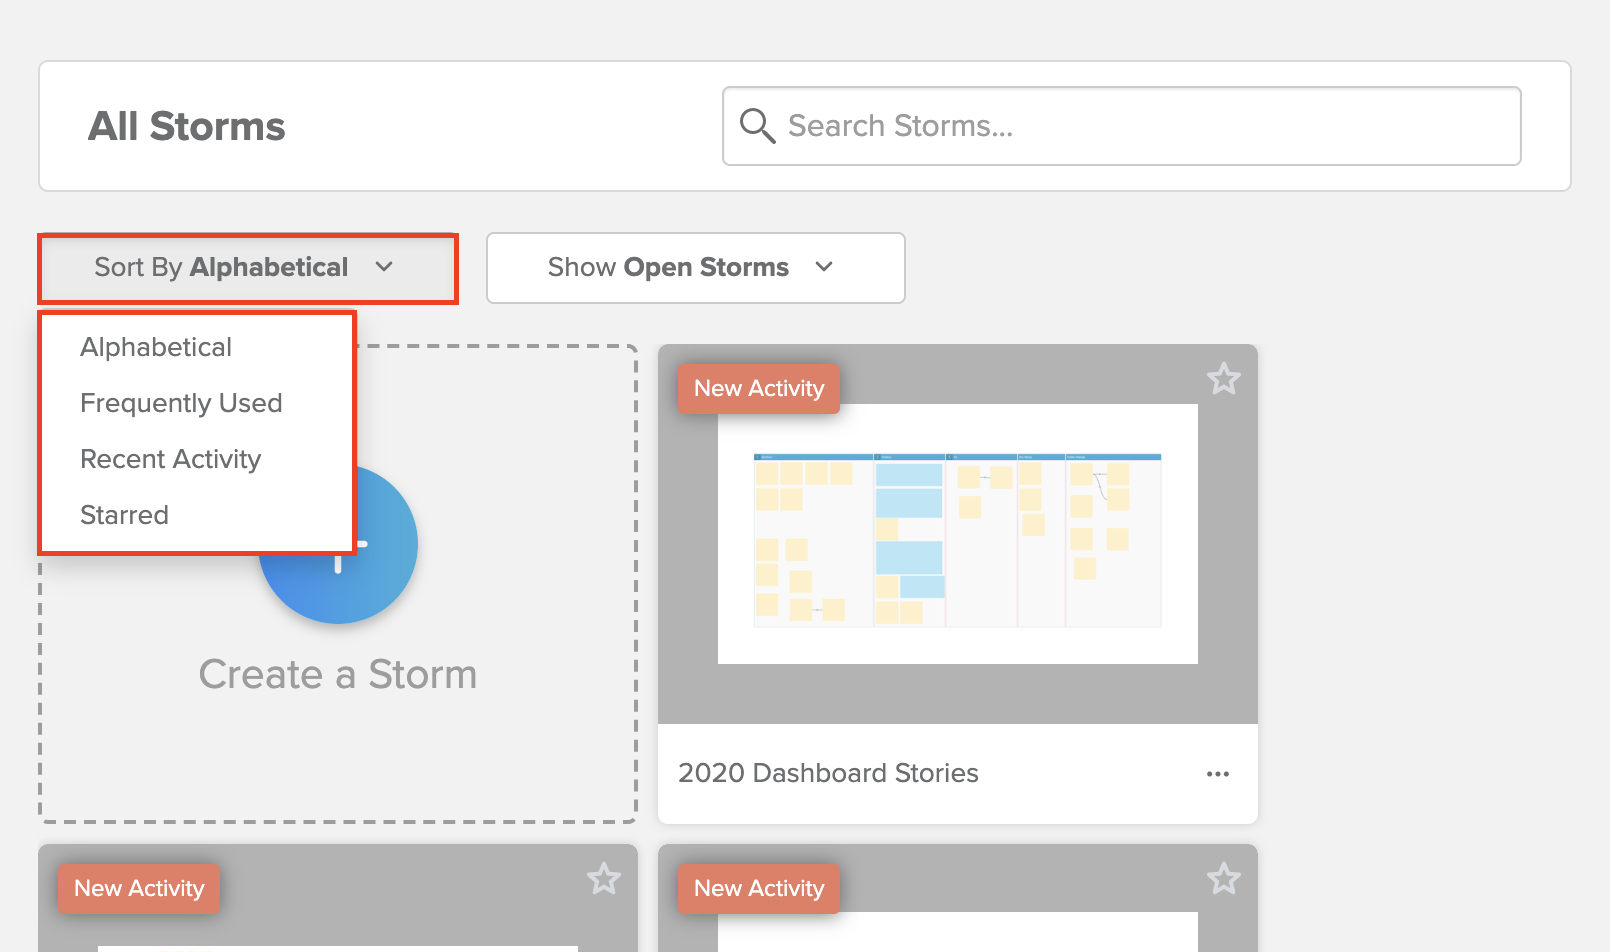 All Storms
Search Storms...
Sort By Alphabetical
Show Open Storms
Alphabetical
Frequently Used
Recent Activity
Starred
Create a Storm
New Activity
2020 Dashboard Stories
New Activity
New Activity